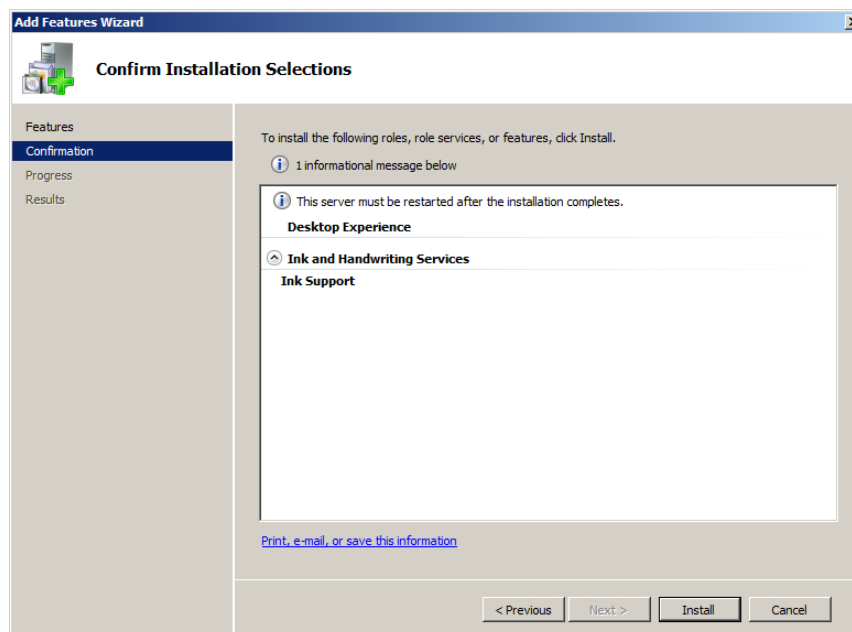 Add Features Wizard
Confirm Installation Selections
Features
Confirmation
Progress
Results
To install the following roles, role services, or features, click Install.
1 informational message below
This server must be restarted after the installation completes.
Desktop Experience
Ink and Handwriting Services
Ink Support
Print, e-mail, or save this information
< Previous
Next >
Install
Cancel